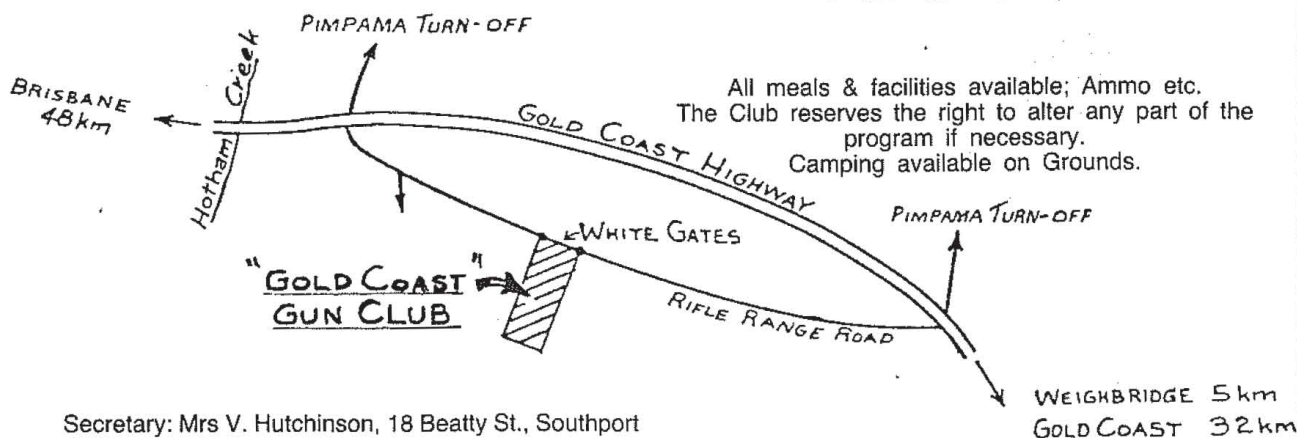 PIMPAMA TURN-OFF
BRISBANE
48km
Hotham Creek
All meals & facilities available; Ammo etc.
The Club reserves the right to alter any part of the
program if necessary.
Camping available on Grounds.
GOLD COAST HIGHWAY
PIMPAMA TURN-OFF
WHITE GATES
"GOLD COAST"
GUN CLUB
RIFLE RANGE ROAD
WEIGHBRIDGE 5km
GOLD COAST 32km
Secretary: Mrs V. Hutchinson, 18 Beatty St., Southport